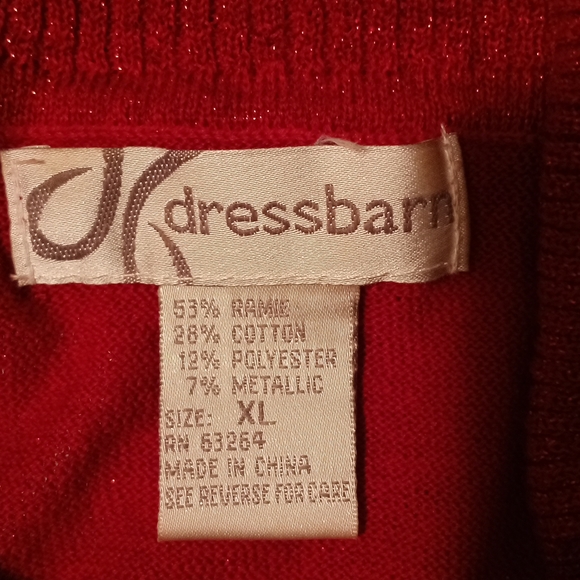 dressbarn
53% RAMIE
28% COTTON
12% POLYESTER
7% METALLIC
SIZE: XL
RN 63264
MADE IN CHINA
SEE REVERSE FOR CARE